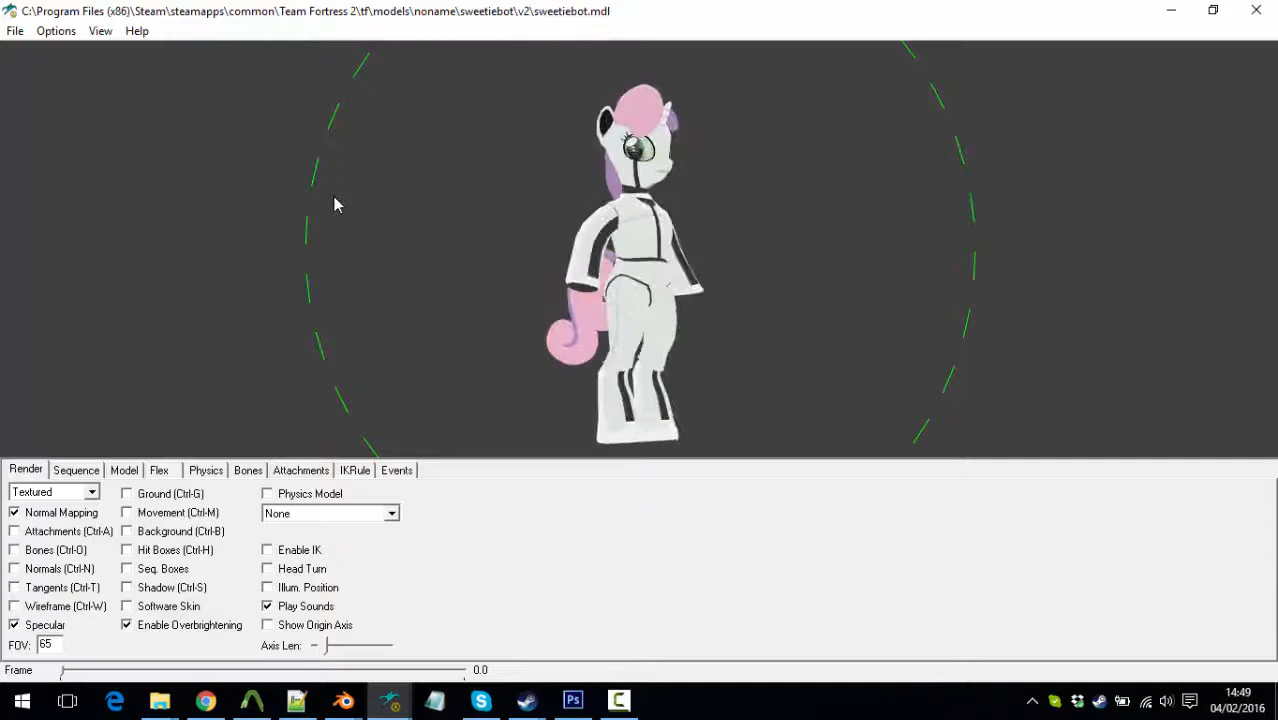 C:\Program Files (x86)\Steam\steamapps\common\Team Fortress 2\tf\models\noname\sweetiebot\v2\sweetiebot.mdl
File Options View Help
Render Sequence Model Flex Physics Bones Attachments IKRule Events
Textured Ground (Ctrl-G) Physics Model
Normal Mapping Movement (Ctrl-M) None
Attachments (Ctrl-A) Background (Ctrl-B)
Bones (Ctrl-O) Hit Boxes (Ctrl-H) Enable IK
Normals (Ctrl-N) Seq. Boxes Head Turn
Tangents (Ctrl-T) Shadow (Ctrl-S) Illum. Position
Wireframe (Ctrl-W) Software Skin Play Sounds
Specular Enable Overbrightening Show Origin Axis
FOV: 65 Axis Len:
Frame 0.0
Ps
14:49
04/02/2016